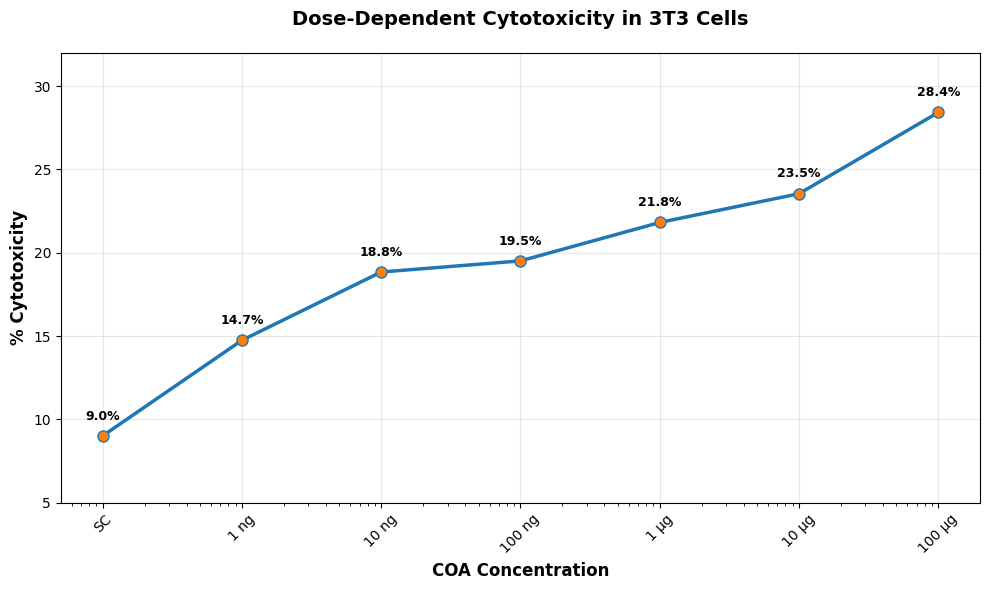 Dose-Dependent Cytotoxicity in 3T3 Cells
% Cytotoxicity
30
25
20
15
10
5
9.0%
14.7%
18.8%
19.5%
21.8%
23.5%
28.4%
SC
1 ng
10 ng
100 ng
1 µg
10 µg
100 µg
COA Concentration